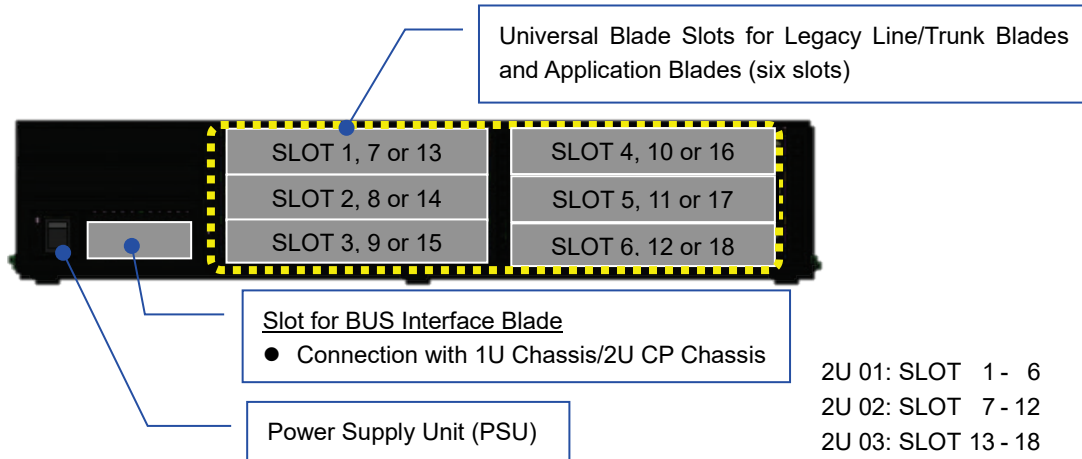 Universal Blade Slots for Legacy Line/Trunk Blades
and Application Blades (six slots)
SLOT 1, 7 or 13
SLOT 4, 10 or 16
SLOT 2, 8 or 14
SLOT 5, 11 or 17
SLOT 3, 9 or 15
SLOT 6, 12 or 18
Slot for BUS Interface Blade
● Connection with 1U Chassis/2U CP Chassis
2U 01: SLOT 1 - 6
2U 02: SLOT 7 - 12
2U 03: SLOT 13 - 18
Power Supply Unit (PSU)